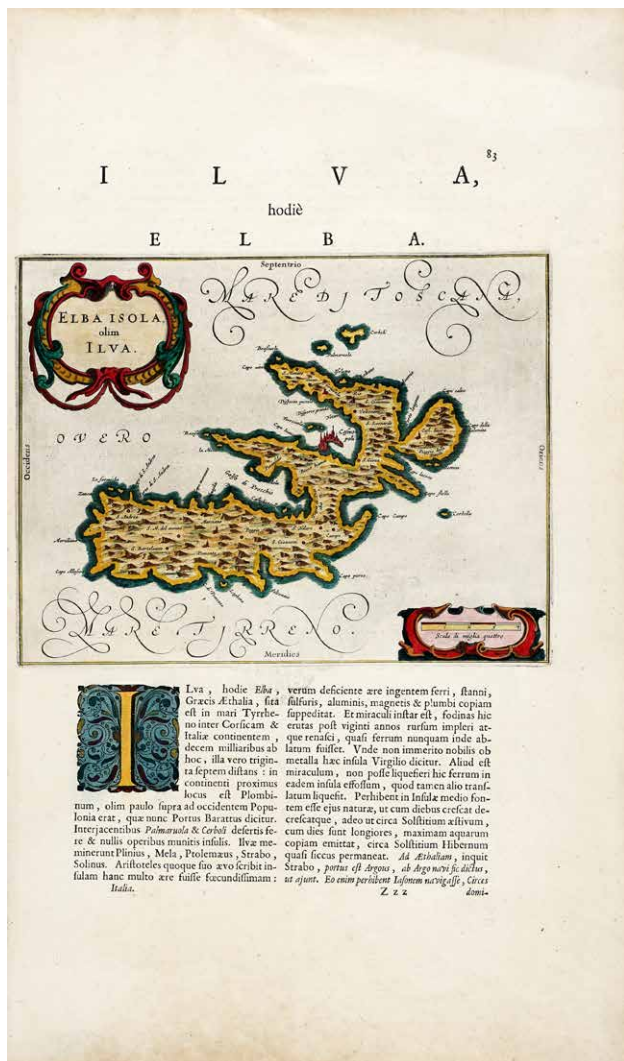 83
I L V A,
hodiè
E L B A.
Septentrio
MARE DI TOSCANA,
ELBA ISOLA.
olim
ILVA.
OVERO
Occidens
Oriens
Cerboli
Golfo di Procchio
S. Giovanni
Capo Campo
MARE TIRRENO.
Meridies
Scala di miglia quattro
ILva, hodie Elba,
Græcis Æthalia, sita
est in mari Tyrrhe-
no inter Corsicam &
Italiæ continentem,
decem milliaribus ab
hoc, illa vero trigin-
ta septem distans: in
continenti proximus
locus est Plombi-
num, olim paulo supra ad occidentem Popu-
lonia erat, quæ nunc Portus Barattus dicitur.
Interjacentibus Palmaruola & Cerboli desertis fe-
re & nullis operibus munitis insulis. Ilvæ me-
minerunt Plinius, Mela, Ptolemæus, Strabo,
Solinus. Aristoteles quoque suo ævo scribit in-
sulam hanc multo ære fuisse fœcundissimam:
Italia.
verum deficiente ære ingentem ferri, stanni,
sulfuris, aluminis, magnetis & plumbi copiam
suppeditat. Et miraculi instar est, fodinas hic
erutas post viginti annos rursum impleri at-
que renasci, quasi ferrum nunquam inde ab-
latum fuisset. Vnde non immerito nobilis ob
metalla hæc insula Virgilio dicitur. Aliud est
miraculum, non posse liquefieri hic ferrum in
eadem insula effossum, quod tamen alio trans-
latum liquefit. Perhibent in Insulæ medio fon-
tem esse ejus naturæ, ut cum diebus crescat de-
crescatque, adeo ut circa Solstitium æstivum,
cum dies sunt longiores, maximam aquarum
copiam emittat, circa Solstitium Hibernum
quasi siccus permaneat. Ad Æthaliam, inquit
Strabo, portus est Argous, ab Argo navi sic dictus,
ut ajunt. Eo enim perhibent Iasonem navigasse, Circes
Zzz
domi-